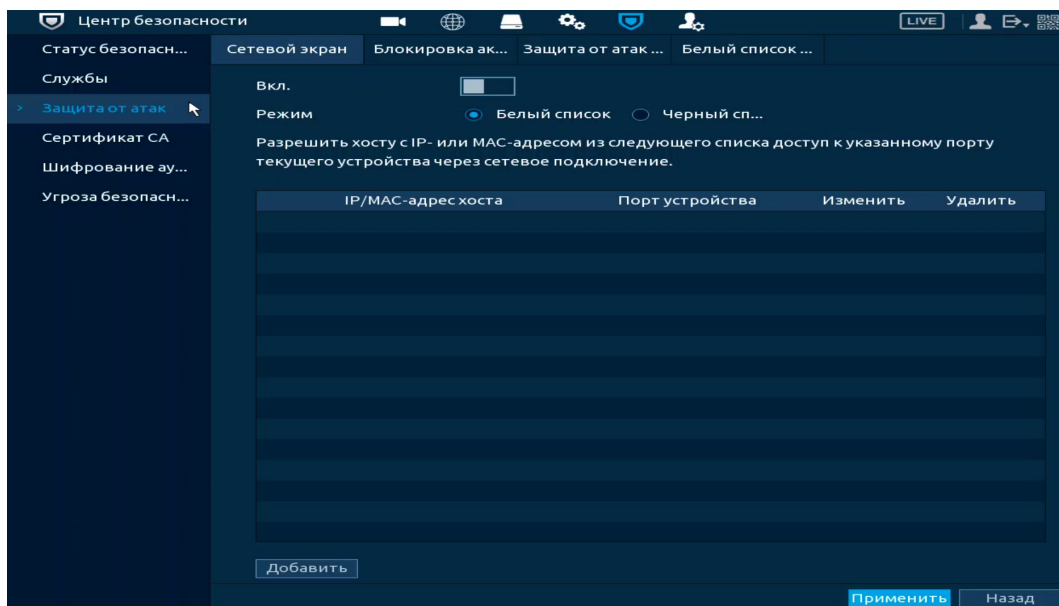 Центр безопасности LIVE
Статус безопасн...
Службы
Защита от атак
Сертификат CA
Шифрование ау...
Угроза безопасн...
Сетевой экран Блокировка ак... Защита от атак ... Белый список ...
Вкл.
Режим Белый список Черный сп...
Разрешить хосту с IP- или MAC-адресом из следующего списка доступ к указанному порту
текущего устройства через сетевое подключение.
IP/MAC-адрес хоста Порт устройства Изменить Удалить
Добавить
Применить Назад